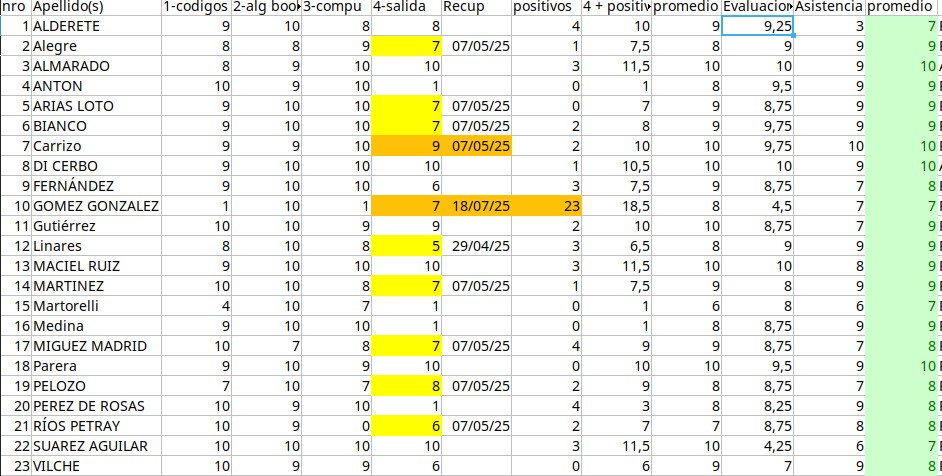 nro Apellido(s) 1-codigos 2-alg book 3-compu 4-salida Recup positivos 4 + positiv promedio Evaluacion Asistencia promedio
1 ALDERETE 9 10 8 8 4 10 9 9,25 3 7
2 Alegre 8 8 9 7 07/05/25 1 7,5 8 9 9 9
3 ALMARADO 8 9 10 10 3 11,5 10 10 9 10
4 ANTON 10 9 10 1 0 1 8 9,5 9 9
5 ARIAS LOTO 9 10 10 7 07/05/25 0 7 9 8,75 9 9
6 BIANCO 9 10 10 7 07/05/25 2 8 9 9,75 9 9
7 Carrizo 9 9 10 9 07/05/25 2 10 10 9,75 10 10
8 DI CERBO 9 10 10 10 1 10,5 10 10 9 10
9 FERNÁNDEZ 9 10 10 6 3 7,5 9 8,75 7 8
10 GOMEZ GONZALEZ 1 10 1 7 18/07/25 23 18,5 8 4,5 7 7
11 Gutiérrez 10 10 9 9 2 10 10 8,75 7 9
12 Linares 8 10 8 5 29/04/25 3 6,5 8 9 9 9
13 MACIEL RUIZ 9 10 10 10 3 11,5 10 10 8 9
14 MARTINEZ 10 10 8 7 07/05/25 1 7,5 9 8 9 9
15 Martorelli 4 10 7 1 0 1 6 8 6 7
16 Medina 9 10 10 1 0 1 8 8,75 9 9
17 MIGUEZ MADRID 10 7 8 7 07/05/25 4 9 9 8,75 7 8
18 Parera 9 9 10 10 0 10 10 9,5 9 10
19 PELOZO 7 10 7 8 07/05/25 2 9 8 8,75 7 8
20 PEREZ DE ROSAS 10 9 10 1 4 3 8 8,25 9 8
21 RÍOS PETRAY 10 9 0 6 07/05/25 2 7 7 8,75 8 8
22 SUAREZ AGUILAR 10 10 10 10 3 11,5 10 4,25 6 7
23 VILCHE 10 9 9 6 0 6 9 7 9 8